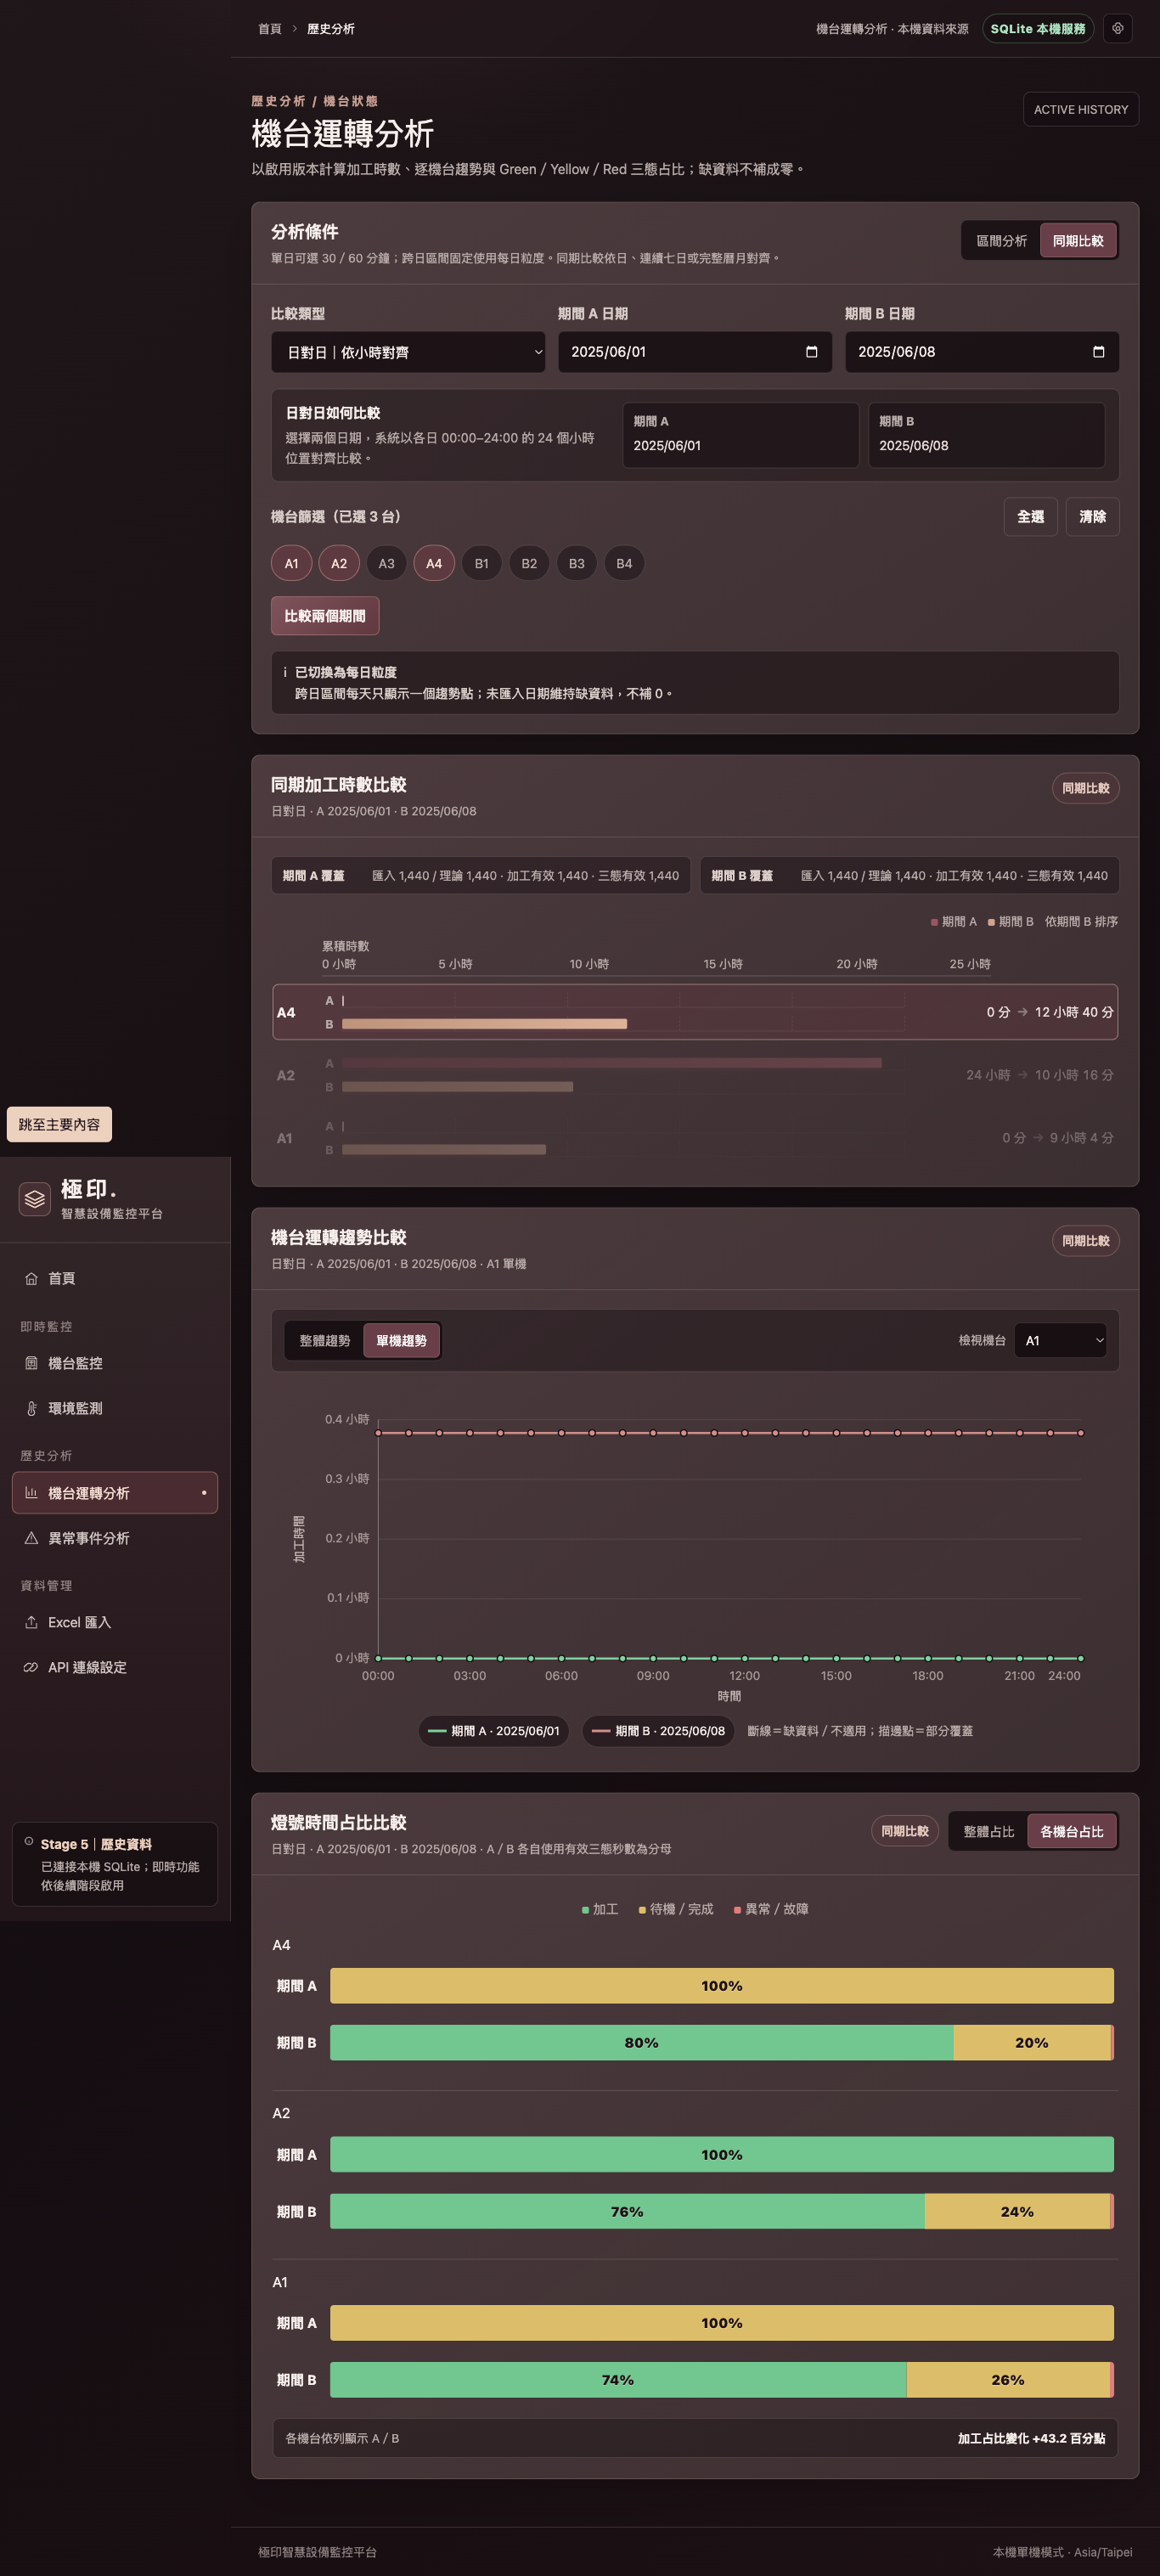 首頁 › 歷史分析
機台運轉分析 · 本機資料來源
SQLite 本機服務
歷史分析 / 機台狀態
機台運轉分析
以啟用版本計算加工時數、逐機台趨勢與 Green / Yellow / Red 三態占比；缺資料不補成零。
ACTIVE HISTORY
分析條件
單日可選 30 / 60 分鐘；跨日區間固定使用每日粒度。同期比較依日、連續七日或完整曆月對齊。
區間分析
同期比較
比較類型
期間 A 日期
期間 B 日期
日對日｜依小時對齊
2025/06/01
2025/06/08
日對日如何比較
選擇兩個日期，系統以各日 00:00–24:00 的 24 個小時
位置對齊比較。
期間 A
2025/06/01
期間 B
2025/06/08
機台篩選（已選 3 台）
全選
清除
A1
A2
A3
A4
B1
B2
B3
B4
比較兩個期間
i 已切換為每日粒度
跨日區間每天只顯示一個趨勢點；未匯入日期維持缺資料，不補 0。
同期加工時數比較
日對日 · A 2025/06/01 · B 2025/06/08
同期比較
期間 A 覆蓋
匯入 1,440 / 理論 1,440 · 加工有效 1,440 · 三態有效 1,440
期間 B 覆蓋
匯入 1,440 / 理論 1,440 · 加工有效 1,440 · 三態有效 1,440
期間 A
期間 B
依期間 B 排序
累積時數
0 小時
5 小時
10 小時
15 小時
20 小時
25 小時
A4
A
B
0 分 → 12 小時 40 分
A2
A
B
24 小時 → 10 小時 16 分
A1
A
B
0 分 → 9 小時 4 分
跳至主要內容
極印.
智慧設備監控平台
首頁
即時監控
機台監控
環境監測
歷史分析
機台運轉分析
異常事件分析
資料管理
Excel 匯入
API 連線設定
Stage 5｜歷史資料
已連接本機 SQLite；即時功能
依後續階段啟用
機台運轉趨勢比較
日對日 · A 2025/06/01 · B 2025/06/08 · A1 單機
同期比較
整體趨勢
單機趨勢
檢視機台
A1
0.4 小時
0.3 小時
0.2 小時
0.1 小時
0 小時
加工時間
00:00
03:00
06:00
09:00
12:00
15:00
18:00
21:00
24:00
時間
期間 A · 2025/06/01
期間 B · 2025/06/08
斷線＝缺資料 / 不適用；描邊點＝部分覆蓋
燈號時間占比比較
日對日 · A 2025/06/01 · B 2025/06/08 · A / B 各自使用有效三態秒數為分母
同期比較
整體占比
各機台占比
加工
待機 / 完成
異常 / 故障
A4
期間 A
100%
期間 B
80%
20%
A2
期間 A
100%
期間 B
76%
24%
A1
期間 A
100%
期間 B
74%
26%
各機台依列顯示 A / B
加工占比變化 +43.2 百分點
極印智慧設備監控平台
本機單機模式 · Asia/Taipei